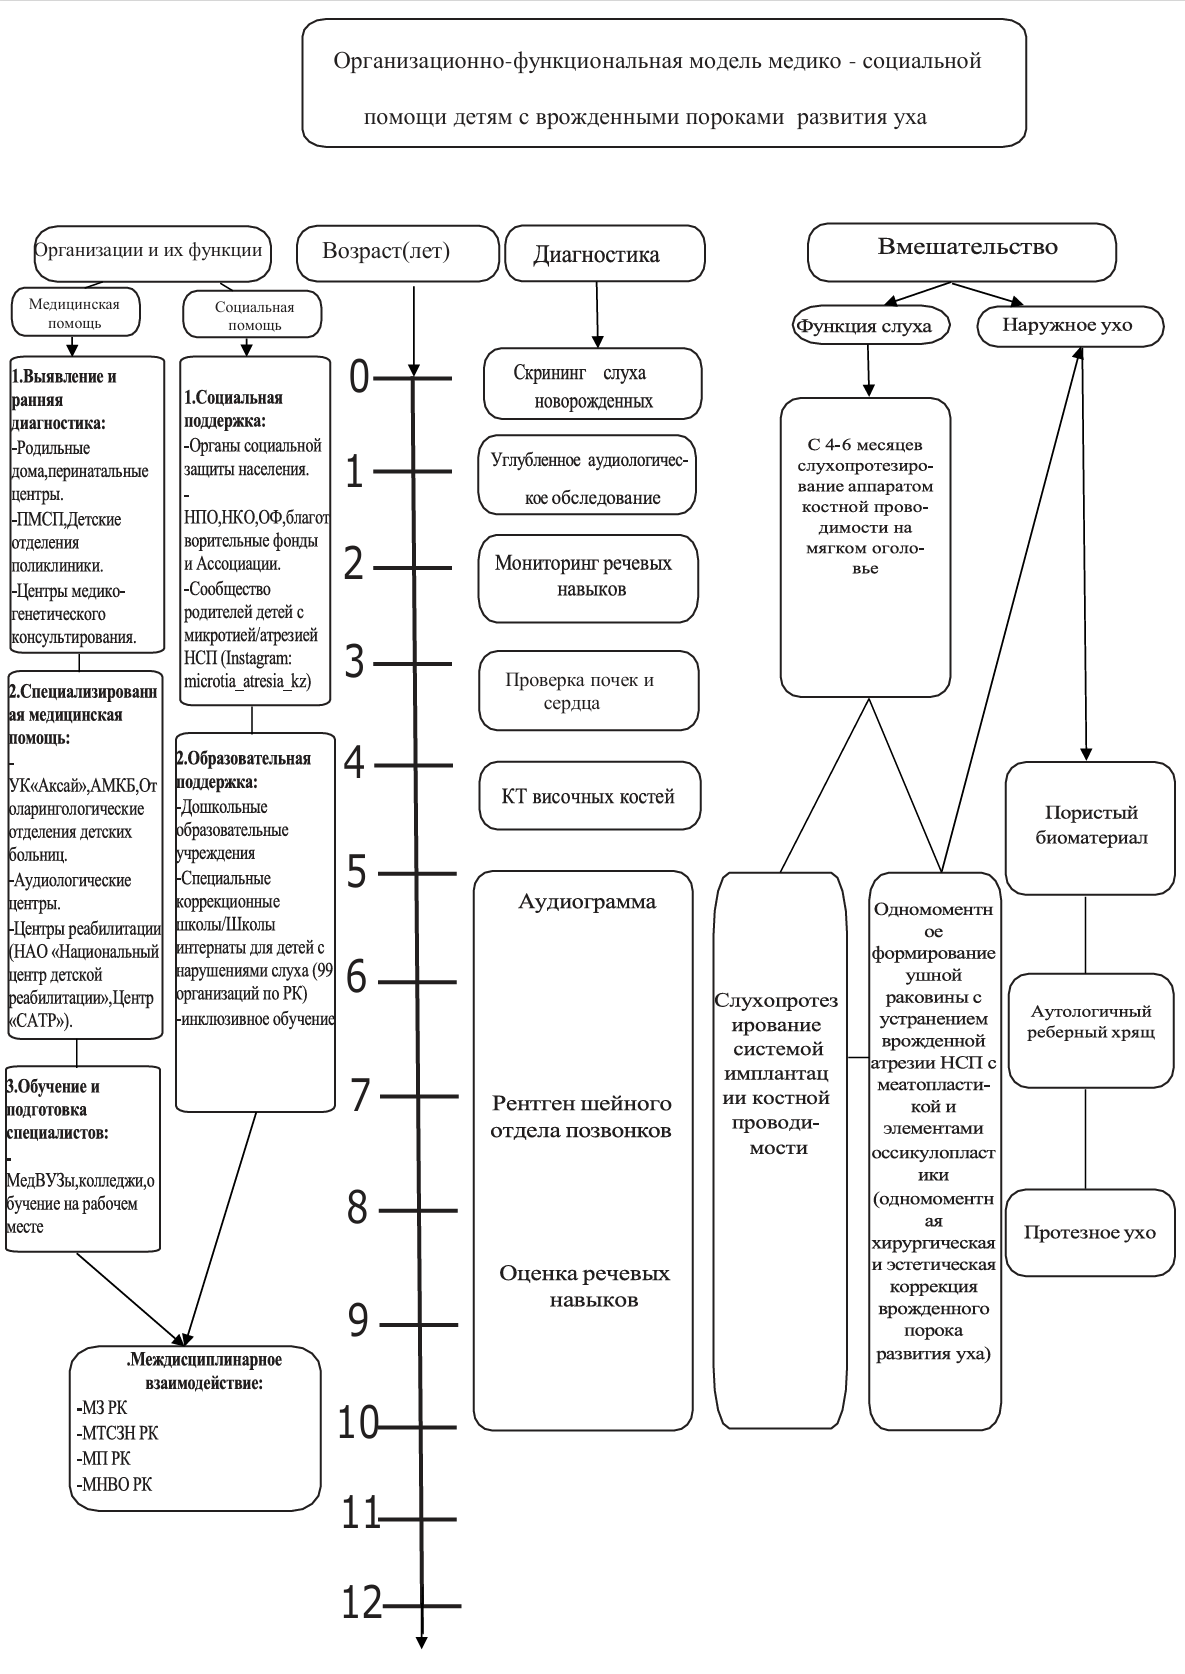 Организационно-функциональная модель медико - социальной
помощи детям с врожденными пороками развития уха
Организации и их функции
Медицинская
помощь
1.Выявление и
ранняя
диагностика:
-Родильные
дома,перинатальные
центры.
-ПМСП,Детские
отделения
поликлиники.
-Центры медико-
генетического
консультирования.
2.Специализированн
ая медицинская
помощь:
-
УК«Аксай»,АМКБ,От
оларингологические
отделения детских
больниц.
-Аудиологические
центры.
-Центры реабилитации
(НАО «Национальный
центр детской
реабилитации»,Центр
«САТР»).
3.Обучение и
подготовка
специалистов:
-
МедВУЗы,колледжи,о
бучение на рабочем
месте
Социальная
помощь
1.Социальная
поддержка:
-Органы социальной
защиты населения.
-
НПО,НКО,ОФ,благот
ворительные фонды
и Ассоциации.
-Сообщество
родителей детей с
микротией/атрезией
НСП (Instagram:
microtia_atresia_kz)
2.Образовательная
поддержка:
-Дошкольные
образовательные
учреждения
-Специальные
коррекционные
школы/Школы
интернаты для детей с
нарушениями слуха (99
организаций по РК)
-инклюзивное обучение
.Междисциплинарное
взаимодействие:
-МЗ РК
-МТСЗН РК
-МП РК
-МНВО РК
Возраст(лет)
0
1
2
3
4
5
6
7
8
9
10
11
12
Диагностика
Скрининг слуха
новорожденных
Углубленное аудиологичес-
кое обследование
Мониторинг речевых
навыков
Проверка почек и
сердца
КТ височных костей
Аудиограмма
Рентген шейного
отдела позвонков
Оценка речевых
навыков
Вмешательство
Функция слуха
С 4-6 месяцев
слухопротезиро-
вание аппаратом
костной прово-
димости на
мягком оголо-
вье
Слухопротез
ирование
системой
имплантац
ии костной
проводи-
мости
Одномоментн
ое
формирование
ушной
раковины с
устранением
врожденной
атрезии НСП с
меатопласти-
кой и
элементами
оссикулопласт
ики
(одномоментн
ая
хирургическая
и эстетическая
коррекция
врожденного
порока
развития уха)
Наружное ухо
Пористый
биоматериал
Аутологичный
реберный хрящ
Протезное ухо